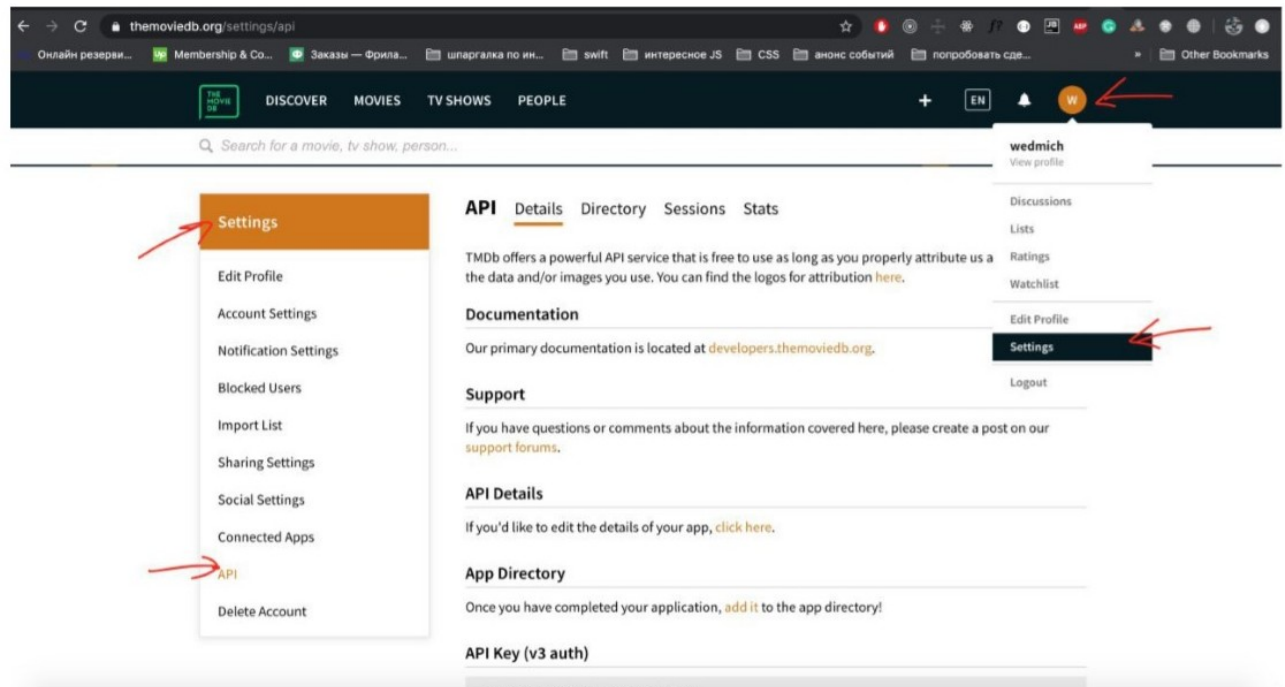 themoviedb.org/settings/api
Онлайн резерви...
Up Membership & Co...
Заказы — Фрила...
шпаргалка по ин...
swift
интересное JS
CSS
анонс событий
попробовать сде...
»
Other Bookmarks
THE MOVIE DB
DISCOVER
MOVIES
TV SHOWS
PEOPLE
+
EN
W
Search for a movie, tv show, person...
wedmich
View profile
Discussions
Lists
Ratings
Watchlist
Edit Profile
Settings
Logout
Settings
Edit Profile
Account Settings
Notification Settings
Blocked Users
Import List
Sharing Settings
Social Settings
Connected Apps
API
Delete Account
API Details Directory Sessions Stats
TMDb offers a powerful API service that is free to use as long as you properly attribute us a
the data and/or images you use. You can find the logos for attribution here.
Documentation
Our primary documentation is located at developers.themoviedb.org.
Support
If you have questions or comments about the information covered here, please create a post on our
support forums.
API Details
If you'd like to edit the details of your app, click here.
App Directory
Once you have completed your application, add it to the app directory!
API Key (v3 auth)